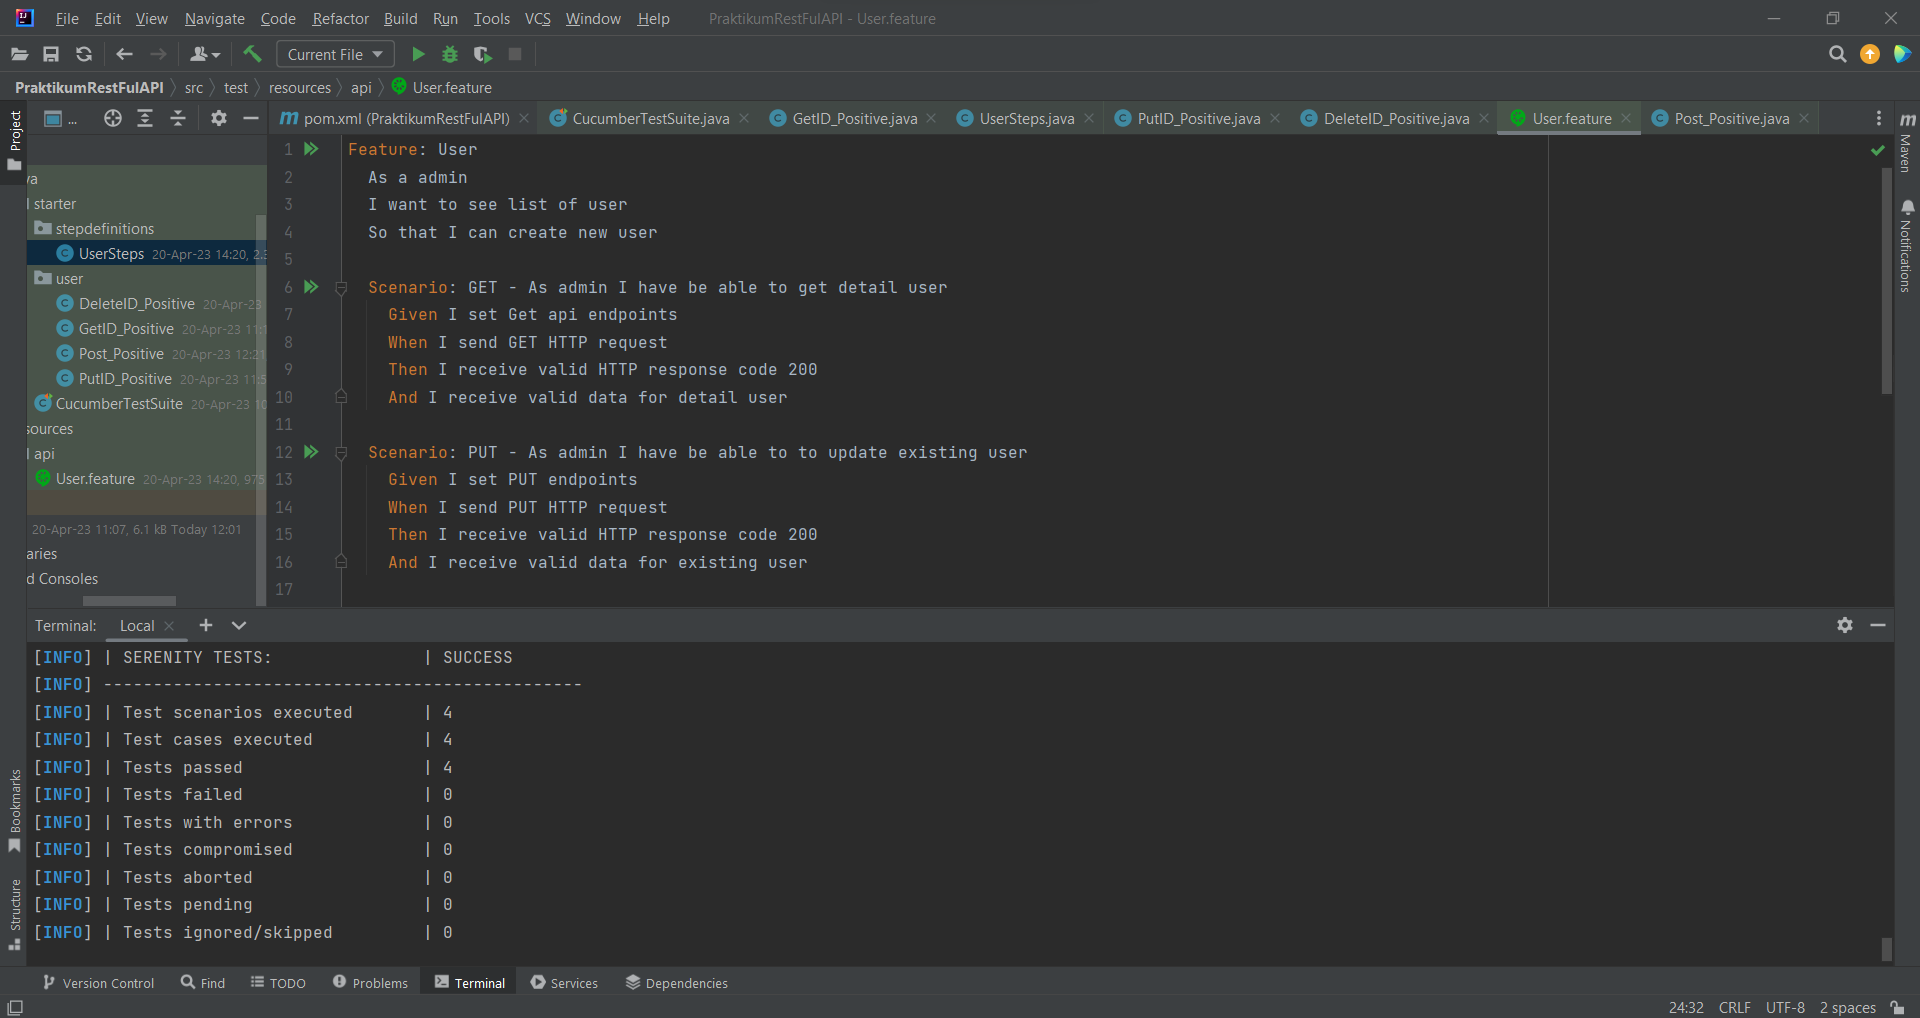 File Edit View Navigate Code Refactor Build Run Tools VCS Window Help PraktikumRestFulAPI - User.feature
Current File
PraktikumRestFulAPI src test resources api User.feature
... pom.xml (PraktikumRestFulAPI) CucumberTestSuite.java GetID_Positive.java UserSteps.java PutID_Positive.java DeleteID_Positive.java User.feature Post_Positive.java
Project
va
starter
stepdefinitions
UserSteps 20-Apr-23 14:20, 2.3
user
DeleteID_Positive 20-Apr-23
GetID_Positive 20-Apr-23 11:1
Post_Positive 20-Apr-23 12:21
PutID_Positive 20-Apr-23 11:5
CucumberTestSuite 20-Apr-23 10
sources
api
User.feature 20-Apr-23 14:20, 975
20-Apr-23 11:07, 6.1 kB Today 12:01
aries
d Consoles
1 Feature: User
2 As a admin
3 I want to see list of user
4 So that I can create new user
5
6 Scenario: GET - As admin I have be able to get detail user
7 Given I set Get api endpoints
8 When I send GET HTTP request
9 Then I receive valid HTTP response code 200
10 And I receive valid data for detail user
11
12 Scenario: PUT - As admin I have be able to to update existing user
13 Given I set PUT endpoints
14 When I send PUT HTTP request
15 Then I receive valid HTTP response code 200
16 And I receive valid data for existing user
17
Maven
Notifications
Terminal: Local
[INFO] | SERENITY TESTS: | SUCCESS
[INFO] ------------------------------------------------
[INFO] | Test scenarios executed | 4
[INFO] | Test cases executed | 4
[INFO] | Tests passed | 4
[INFO] | Tests failed | 0
[INFO] | Tests with errors | 0
[INFO] | Tests compromised | 0
[INFO] | Tests aborted | 0
[INFO] | Tests pending | 0
[INFO] | Tests ignored/skipped | 0
Bookmarks
Structure
Version Control Find TODO Problems Terminal Services Dependencies
24:32 CRLF UTF-8 2 spaces